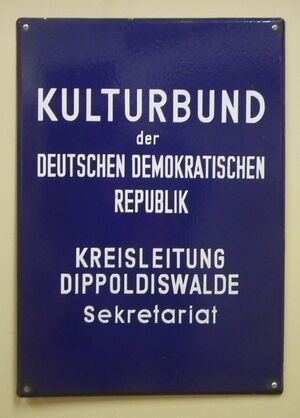 KULTURBUND
der
DEUTSCHEN DEMOKRATISCHEN
REPUBLIK
KREISLEITUNG
DIPPOLDISWALDE
Sekretariat